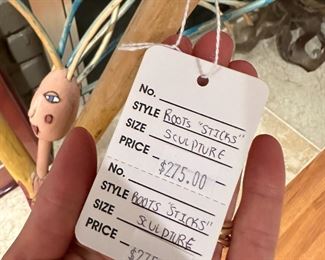 No.
STYLE ROOTS "STICKS"
SIZE SCULPTURE
PRICE - $275.00
No.
STYLE ROOTS "STICKS"
SIZE SCULPTURE
PRICE - $275